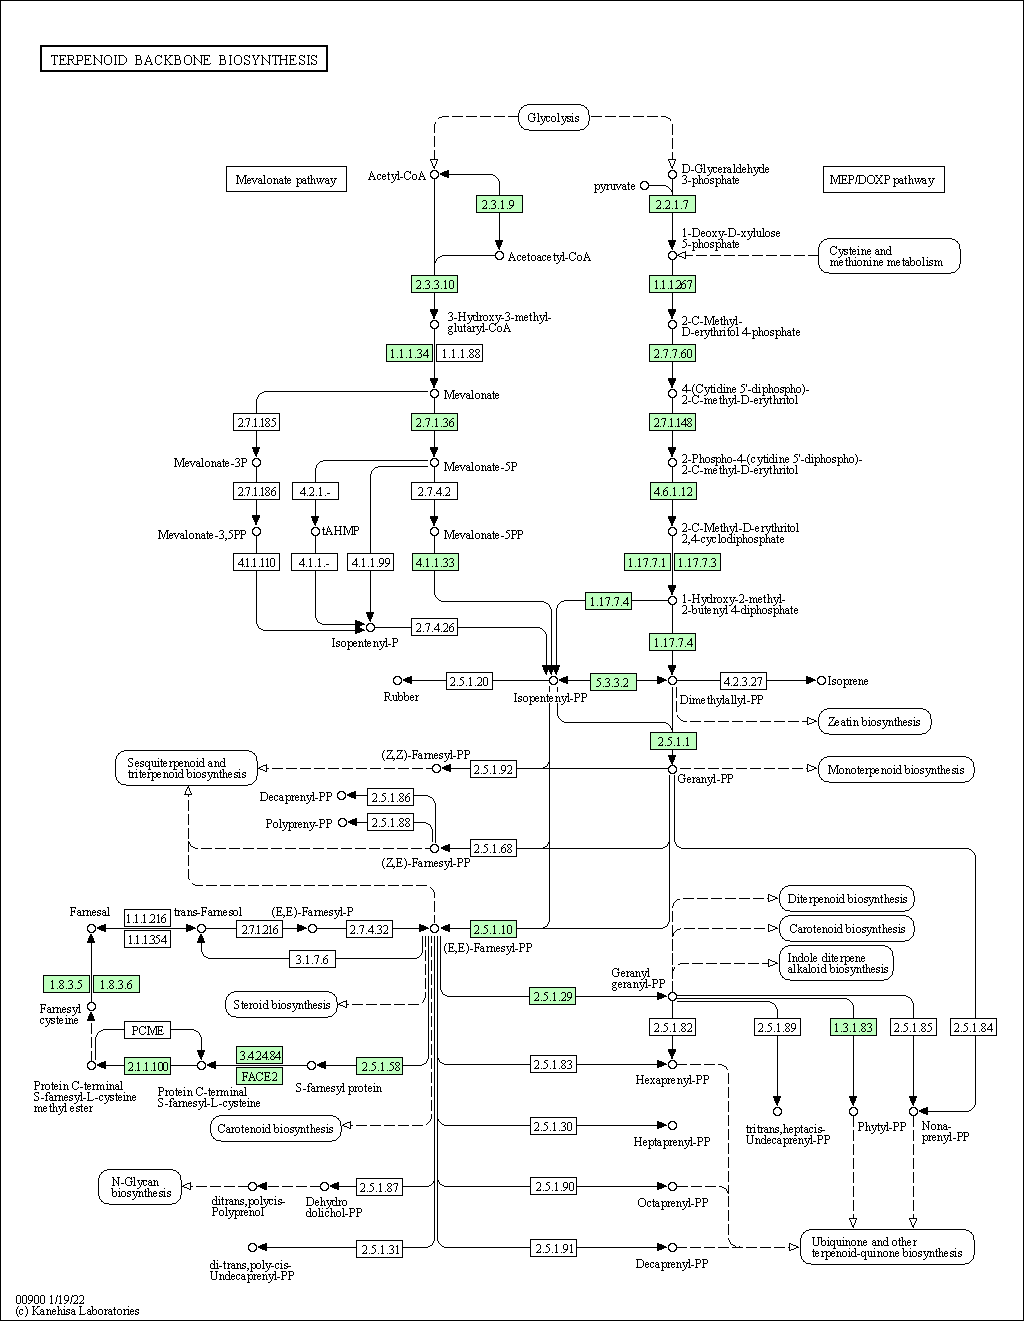 TERPENOID BACKBONE BIOSYNTHESIS
Glycolysis
Mevalonate pathway
Acetyl-CoA
D-Glyceraldehyde
3-phosphate
pyruvate
MEP/DOXP pathway
2.3.1.9
2.2.1.7
1-Deoxy-D-xylulose
5-phosphate
Acetoacetyl-CoA
Cysteine and
methionine metabolism
2.3.3.10
1.1.1.267
3-Hydroxy-3-methyl-
glutaryl-CoA
2-C-Methyl-
D-erythritol 4-phosphate
1.1.1.34
1.1.1.88
2.7.7.60
Mevalonate
4-(Cytidine 5'-diphospho)-
2-C-methyl-D-erythritol
2.7.1.185
2.7.1.36
2.7.1.148
Mevalonate-3P
Mevalonate-5P
2-Phospho-4-(cytidine 5'-diphospho)-
2-C-methyl-D-erythritol
2.7.1.186
4.2.1.-
2.7.4.2
4.6.1.12
Mevalonate-3,5PP
tAHMP
Mevalonate-5PP
2-C-Methyl-D-erythritol
2,4-cyclodiphosphate
4.1.1.110
4.1.1.-
4.1.1.99
4.1.1.33
1.17.7.1
1.17.7.3
1.17.7.4
1-Hydroxy-2-methyl-
2-butenyl 4-diphosphate
2.7.4.26
Isopentenyl-P
1.17.7.4
Rubber
2.5.1.20
Isopentenyl-PP
5.3.3.2
Dimethylallyl-PP
4.2.3.27
Isoprene
Zeatin biosynthesis
2.5.1.1
Sesquiterpenoid and
triterpenoid biosynthesis
(Z,Z)-Farnesyl-PP
2.5.1.92
Geranyl-PP
Monoterpenoid biosynthesis
Decaprenyl-PP
2.5.1.86
Polypreny-PP
2.5.1.88
(Z,E)-Farnesyl-PP
2.5.1.68
Farnesal
1.1.1.216
1.1.1.354
trans-Farnesol
2.7.1.216
(E,E)-Farnesyl-P
2.7.4.32
2.5.1.10
(E,E)-Farnesyl-PP
Diterpenoid biosynthesis
Carotenoid biosynthesis
3.1.7.6
Indole diterpene
alkaloid biosynthesis
1.8.3.5
1.8.3.6
Geranyl
geranyl-PP
Farnesyl
cysteine
Steroid biosynthesis
2.5.1.29
PCME
2.5.1.82
2.5.1.89
1.3.1.83
2.5.1.85
2.5.1.84
2.1.1.100
3.4.24.84
FACE2
2.5.1.58
2.5.1.83
Protein C-terminal
S-farnesyl-L-cysteine
methyl ester
Protein C-terminal
S-farnesyl-L-cysteine
S-farnesyl protein
Hexaprenyl-PP
Carotenoid biosynthesis
2.5.1.30
Heptaprenyl-PP
tritrans,heptacis-
Undecaprenyl-PP
Phytyl-PP
Nona-
prenyl-PP
N-Glycan
biosynthesis
ditrans,polycis-
Polyprenol
Dehydro
dolichol-PP
2.5.1.87
2.5.1.90
Octaprenyl-PP
di-trans,poly-cis-
Undecaprenyl-PP
2.5.1.31
2.5.1.91
Decaprenyl-PP
Ubiquinone and other
terpenoid-quinone biosynthesis
00900 1/19/22
(c) Kanehisa Laboratories